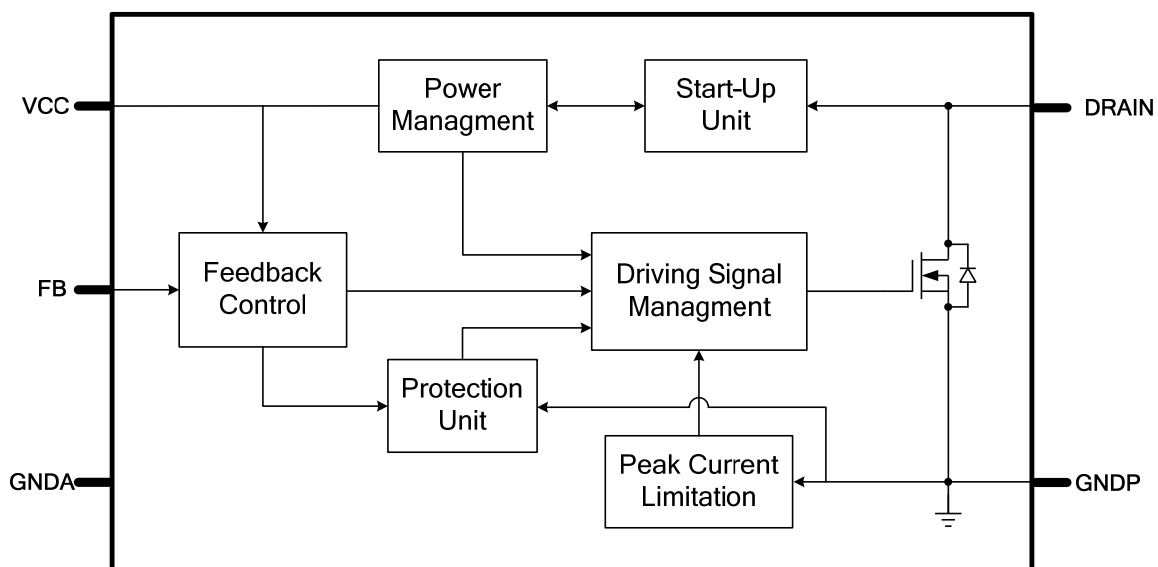 Power
Managment
Start-Up
Unit
VCC
DRAIN
Feedback
Control
Driving Signal
Managment
FB
Protection
Unit
Peak Current
Limitation
GNDA
GNDP